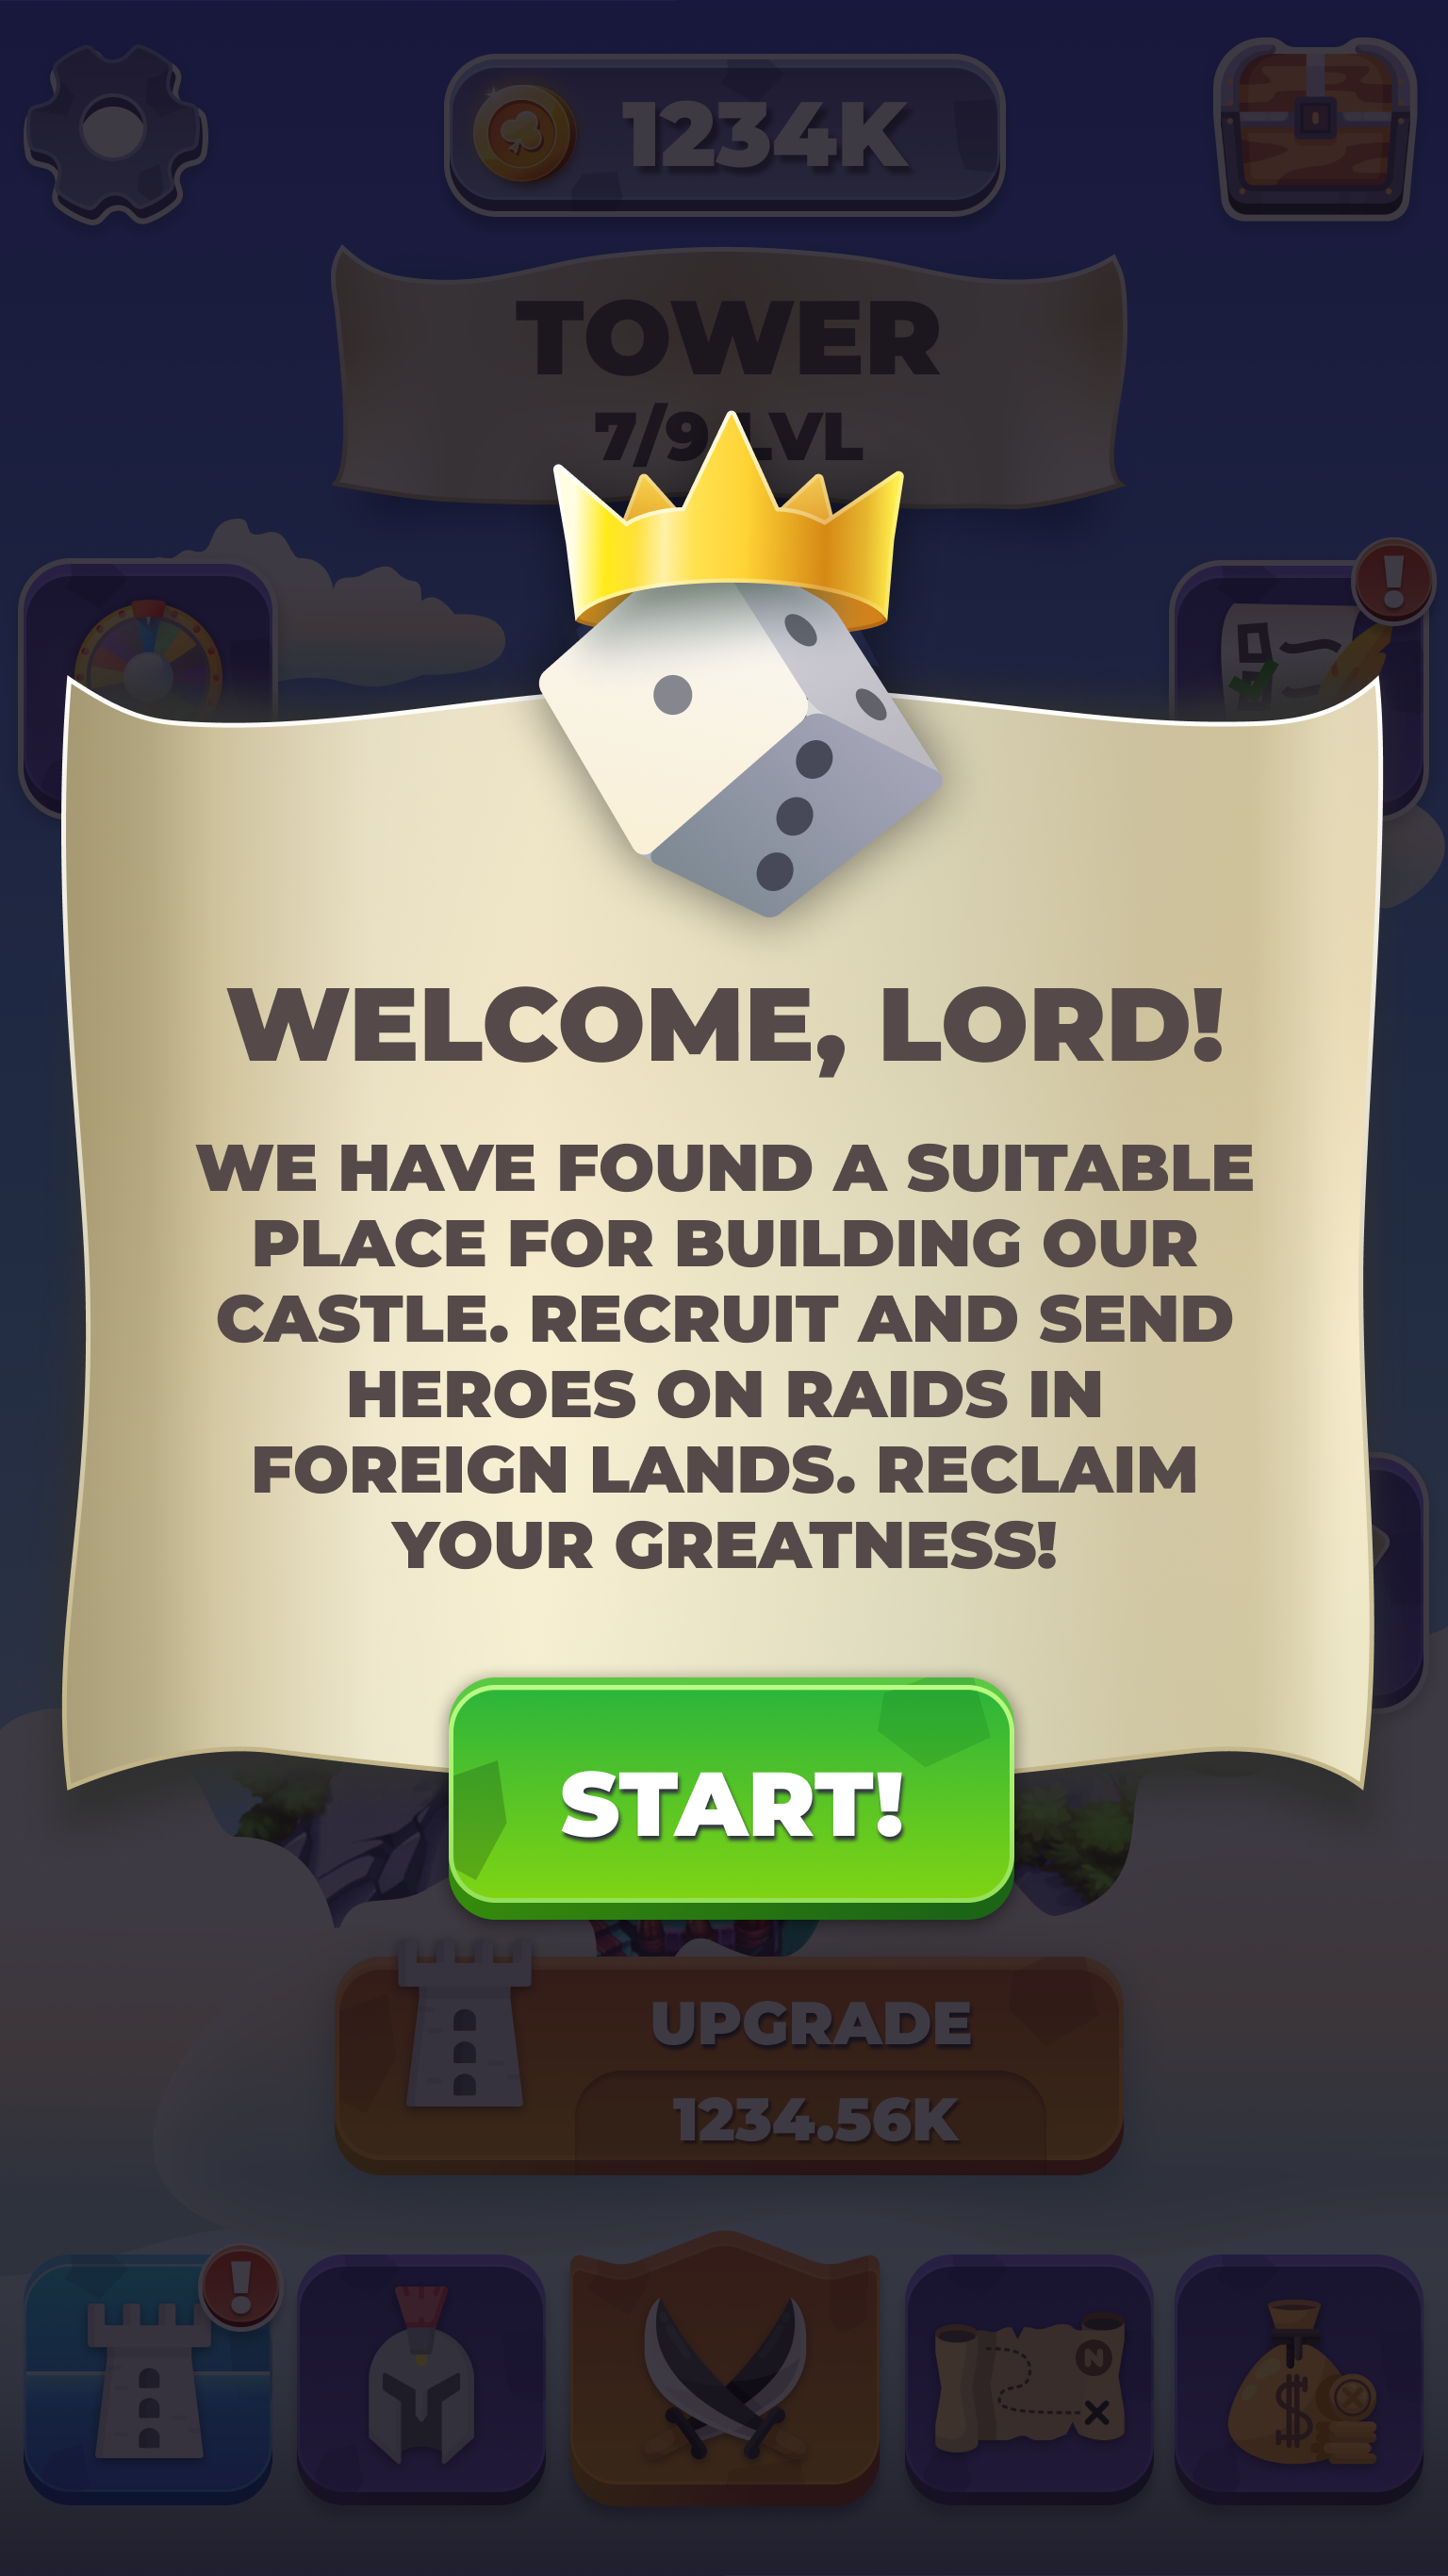 1234K
TOWER
7/9 LVL
WELCOME, LORD!
WE HAVE FOUND A SUITABLE
PLACE FOR BUILDING OUR
CASTLE. RECRUIT AND SEND
HEROES ON RAIDS IN
FOREIGN LANDS. RECLAIM
YOUR GREATNESS!
START!
UPGRADE
1234.56K
!
N
$